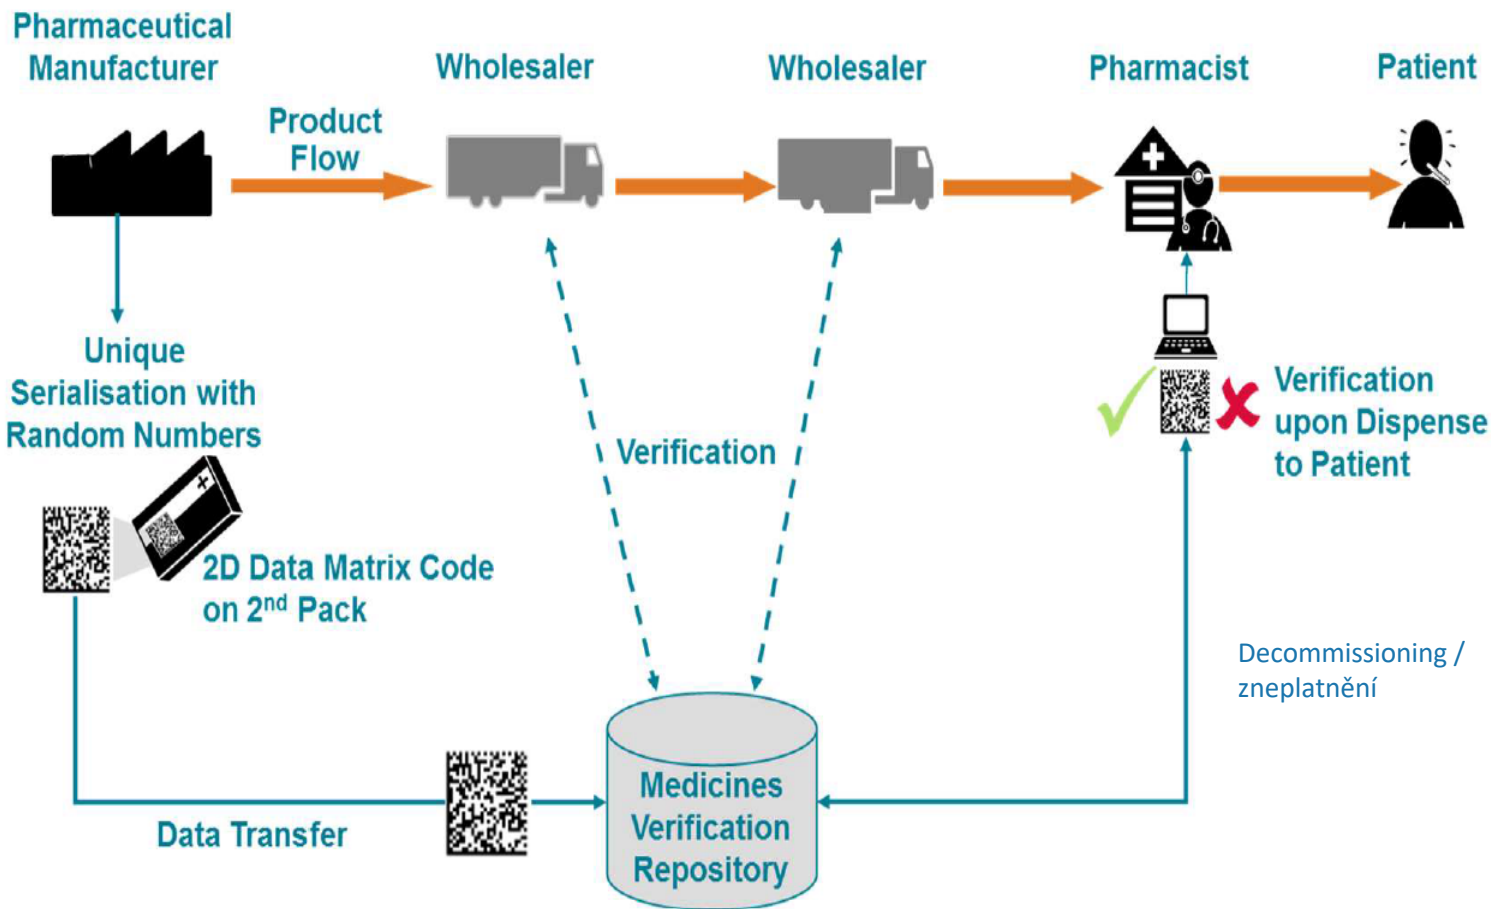 Pharmaceutical
Manufacturer
Wholesaler
Wholesaler
Pharmacist
Patient
Product
Flow
Unique
Serialisation with
Random Numbers
Verification
Verification
upon Dispense
to Patient
2D Data Matrix Code
on 2nd Pack
Decommissioning /
zneplatnění
Data Transfer
Medicines
Verification
Repository